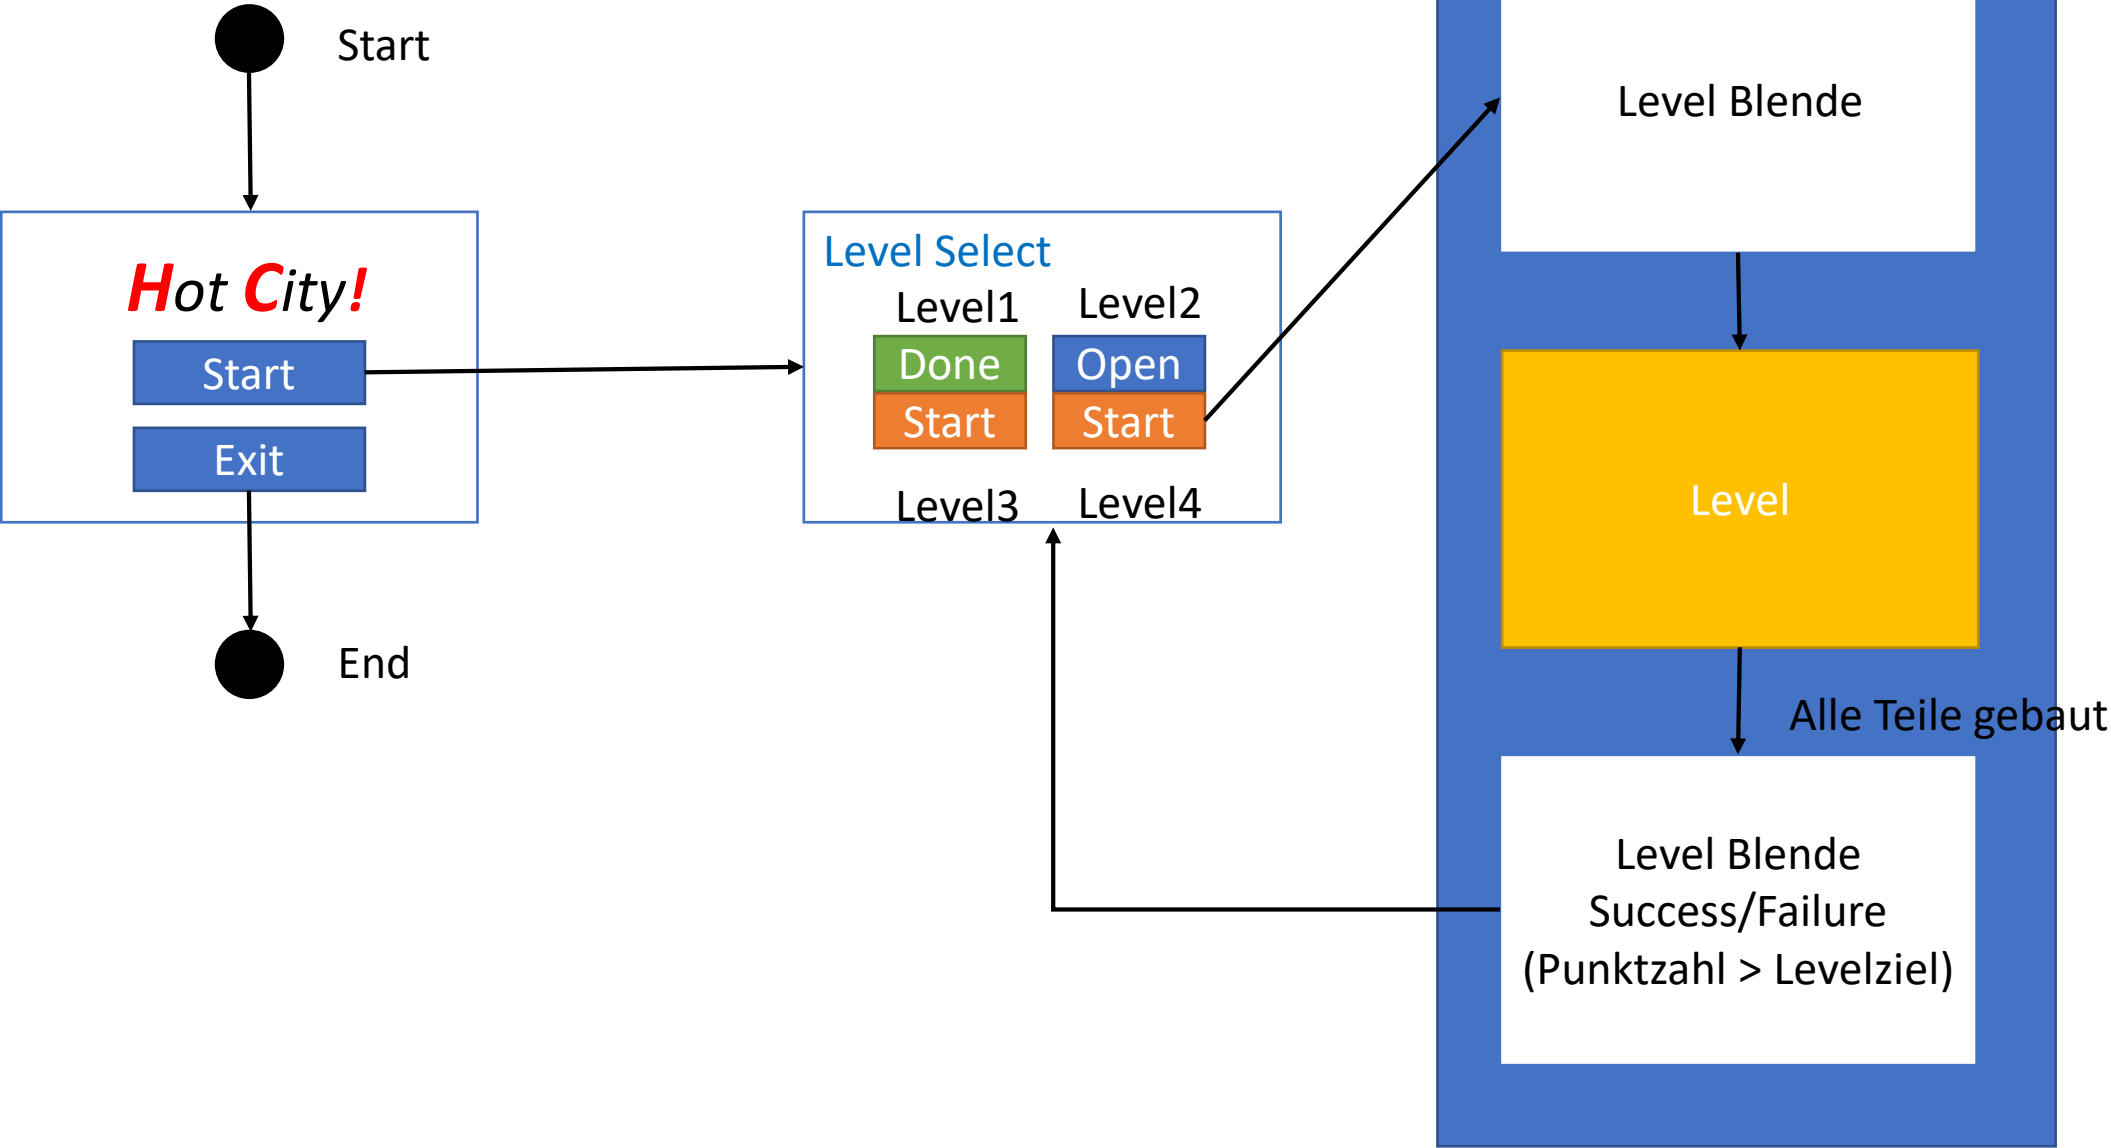 Start
Hot City!
Start
Exit
End
Level Select
Level1
Level2
Done
Open
Start
Start
Level3
Level4
Level Blende
Level
Alle Teile gebaut
Level Blende
Success/Failure
(Punktzahl > Levelziel)